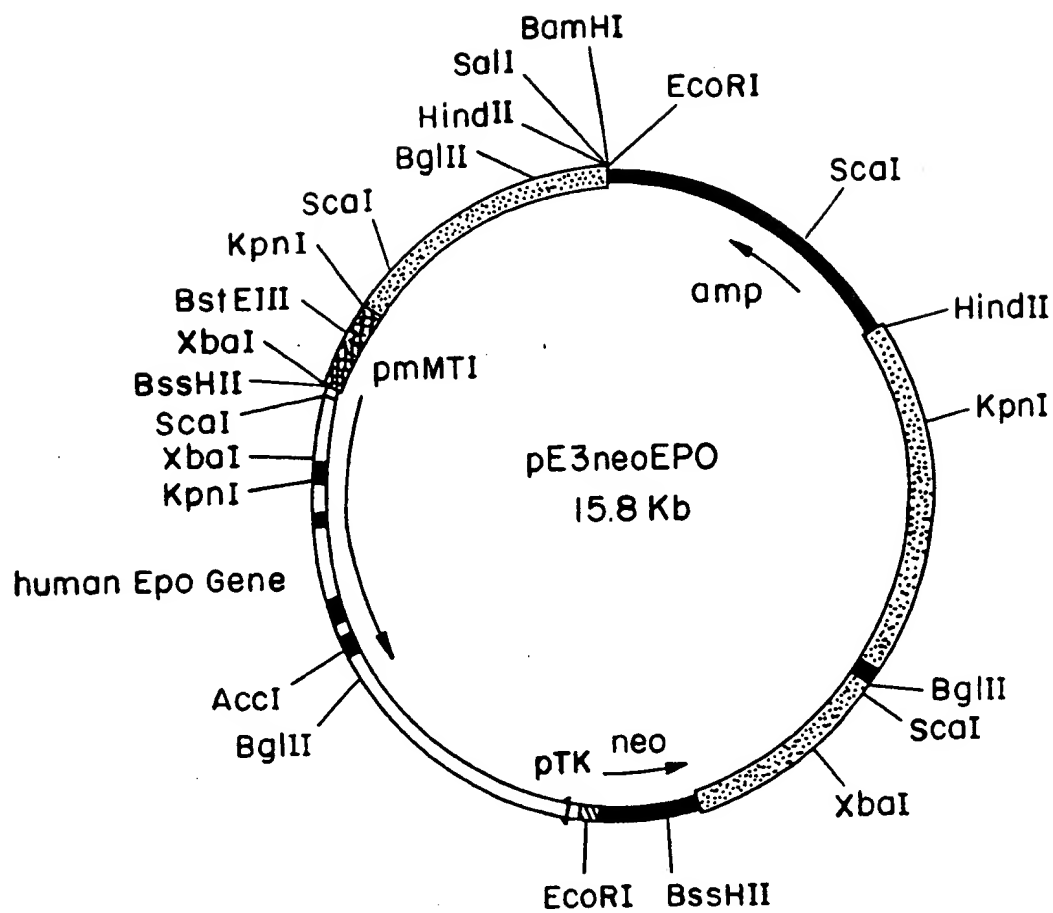 BamHI
SalI
HindII
BglII
EcoRI
ScaI
ScaI
KpnI
BstEIII
XbaI
BssHII
ScaI
XbaI
KpnI
amp
HindII
KpnI
pmMTI
pE3neoEPO
15.8 Kb
human Epo Gene
AccI
BglII
BglII
ScaI
XbaI
pTK
neo
EcoRI
BssHII